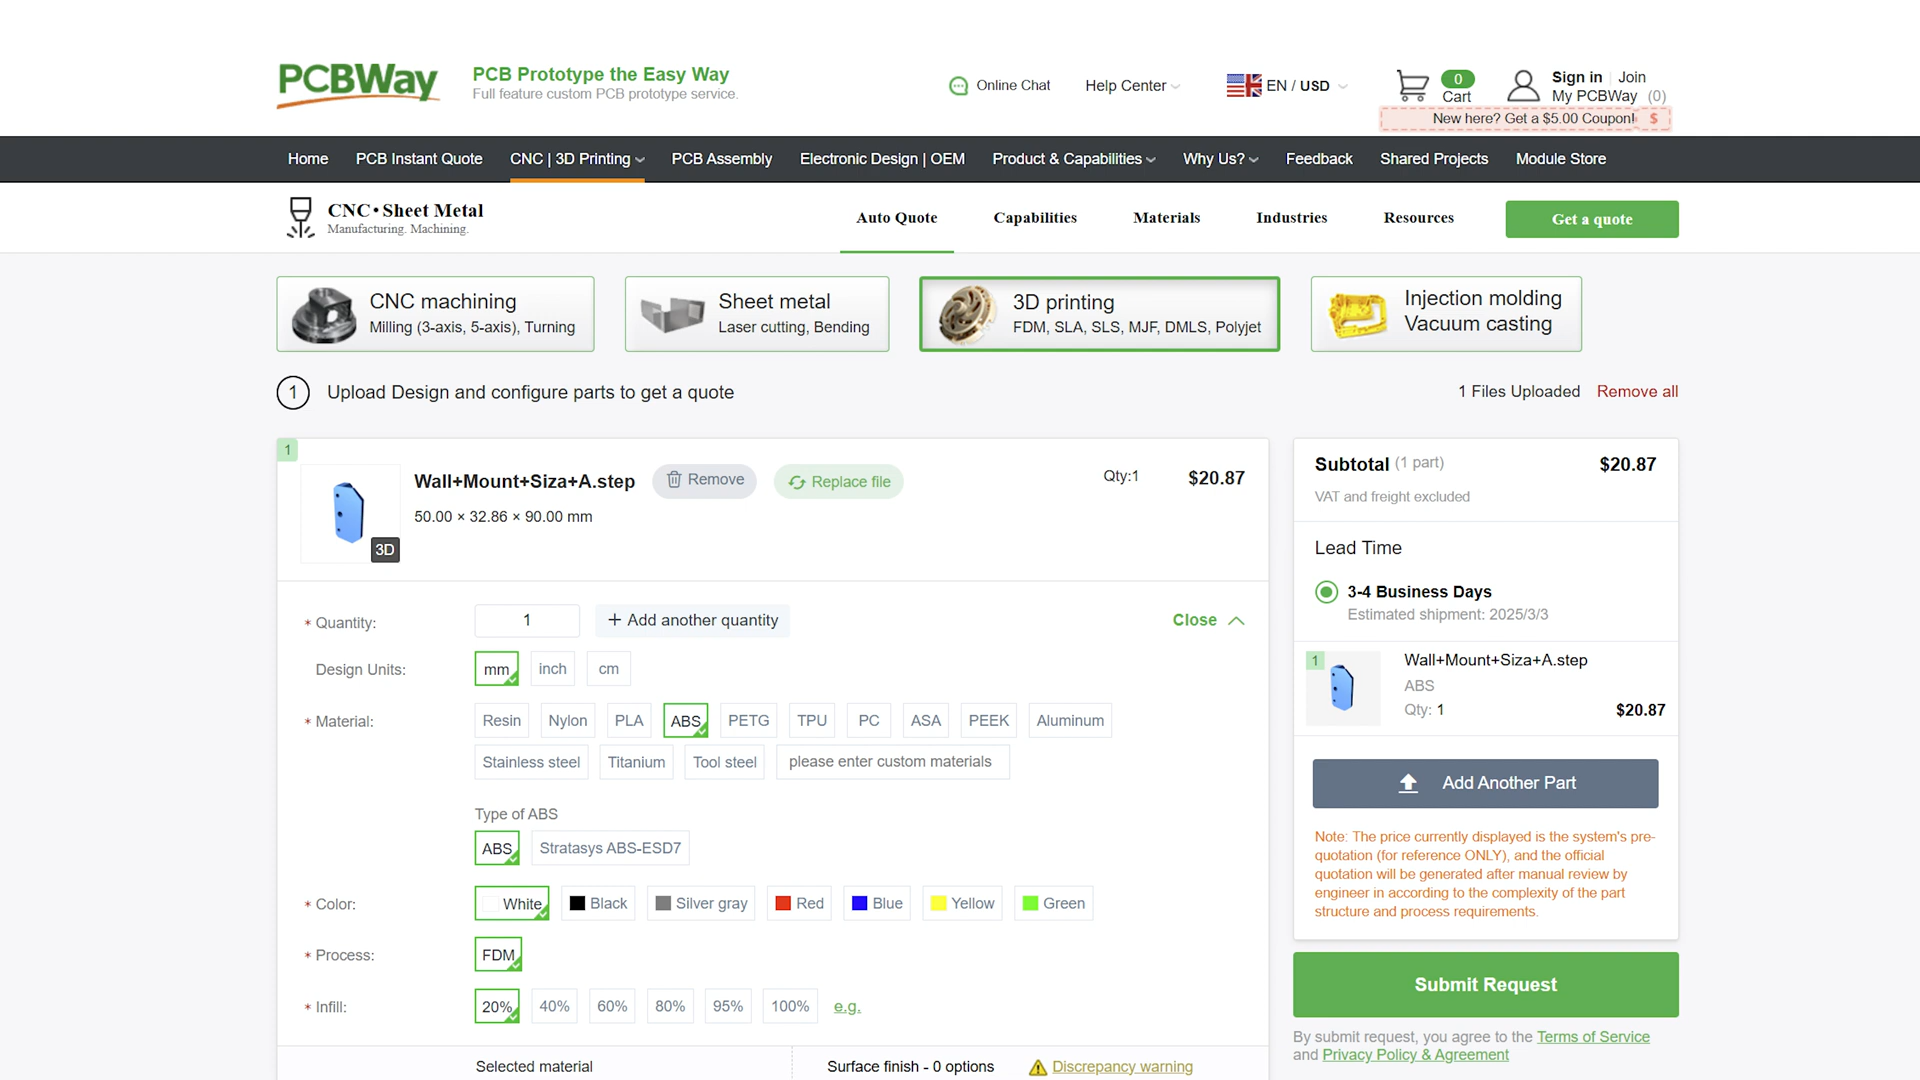 PCBWay
PCB Prototype the Easy Way
Full feature custom PCB prototype service.
Online Chat
Help Center
EN / USD
0
Cart
Sign in | Join
My PCBWay (0)
New here? Get a $5.00 Coupon! $
Home
PCB Instant Quote
CNC | 3D Printing
PCB Assembly
Electronic Design | OEM
Product & Capabilities
Why Us?
Feedback
Shared Projects
Module Store
CNC•Sheet Metal
Manufacturing. Machining.
Auto Quote
Capabilities
Materials
Industries
Resources
Get a quote
CNC machining
Milling (3-axis, 5-axis), Turning
Sheet metal
Laser cutting, Bending
3D printing
FDM, SLA, SLS, MJF, DMLS, Polyjet
Injection molding
Vacuum casting
1 Upload Design and configure parts to get a quote
1 Files Uploaded Remove all
1
3D
Wall+Mount+Siza+A.step
Remove
Replace file
Qty:1
$20.87
50.00 × 32.86 × 90.00 mm
* Quantity: 1 + Add another quantity
Close
Design Units: mm inch cm
* Material: Resin Nylon PLA ABS PETG TPU PC ASA PEEK Aluminum
Stainless steel Titanium Tool steel please enter custom materials
Type of ABS
ABS Stratasys ABS-ESD7
* Color: White Black Silver gray Red Blue Yellow Green
* Process: FDM
* Infill: 20% 40% 60% 80% 95% 100% e.g.
Selected material
Surface finish - 0 options
Discrepancy warning
Subtotal (1 part) $20.87
VAT and freight excluded
Lead Time
3-4 Business Days
Estimated shipment: 2025/3/3
1
Wall+Mount+Siza+A.step
ABS
Qty: 1
$20.87
Add Another Part
Note: The price currently displayed is the system's pre-
quotation (for reference ONLY), and the official
quotation will be generated after manual review by
engineer in according to the complexity of the part
structure and process requirements.
Submit Request
By submit request, you agree to the Terms of Service
and Privacy Policy & Agreement